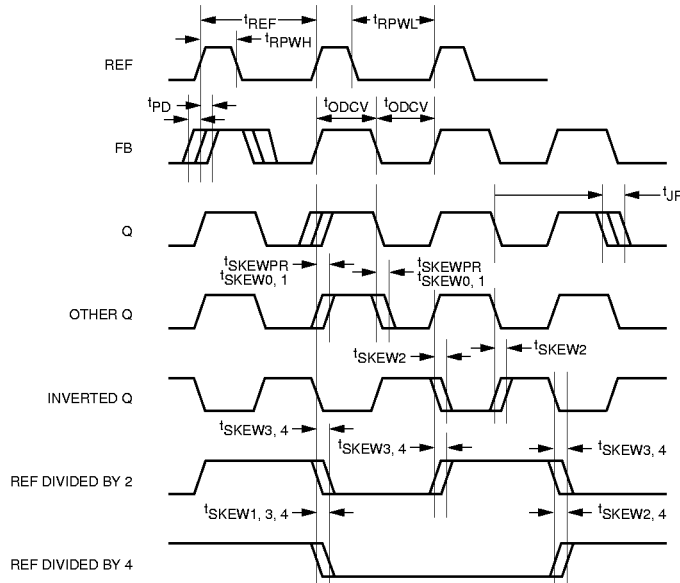 tREF
tRPWL
tRPWH
REF
tPD
tODCV tODCV
FB
tJR
Q
tSKEWPR
tSKEW0, 1
tSKEWPR
tSKEW0, 1
OTHER Q
tSKEW2
tSKEW2
INVERTED Q
tSKEW3, 4
tSKEW3, 4
tSKEW3, 4
REF DIVIDED BY 2
tSKEW1, 3, 4
tSKEW2, 4
REF DIVIDED BY 4